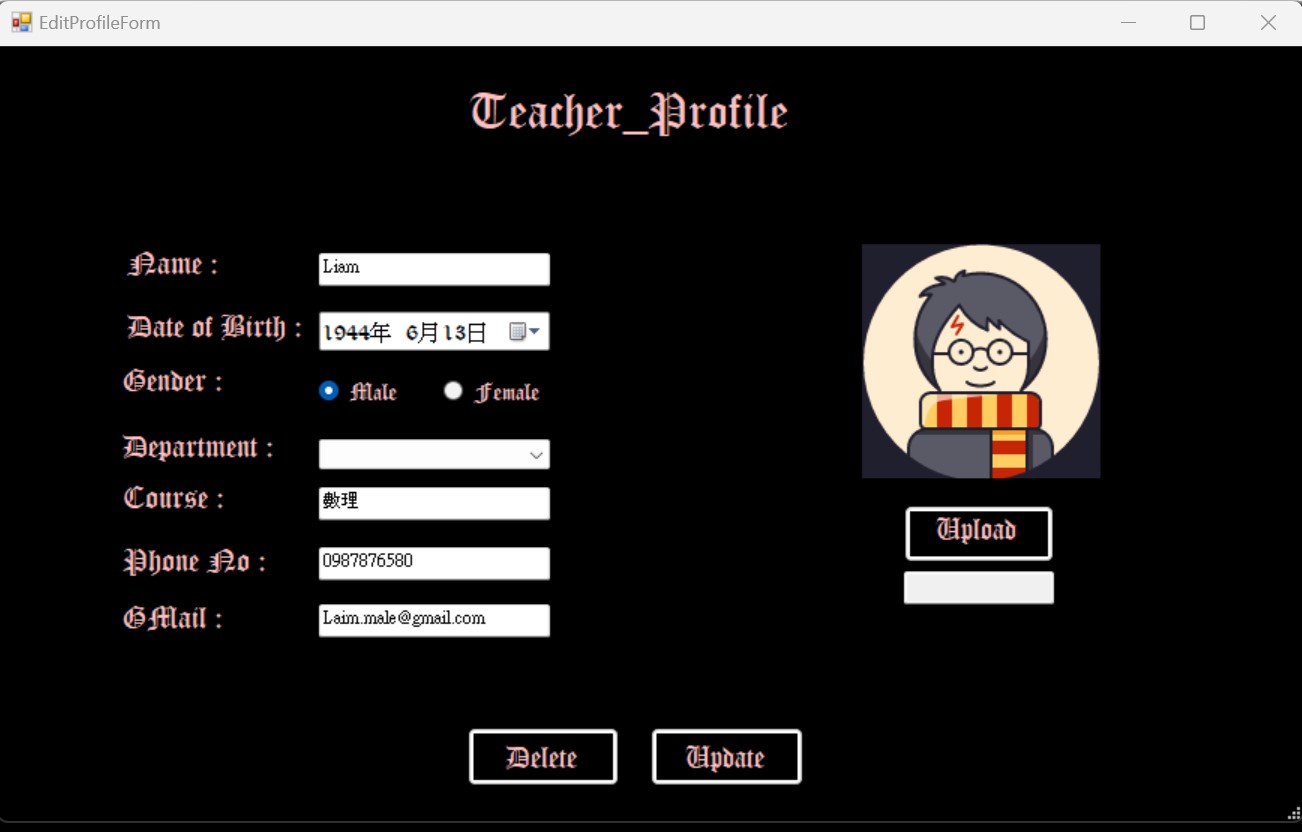 EditProfileForm
Teacher_Profile
Name : Liam
Date of Birth : 1944年 6月13日
Gender : Male Female
Department :
Course : 數理
Phone No : 0987876580
GMail : Laim.male@gmail.com
Upload
Delete Update